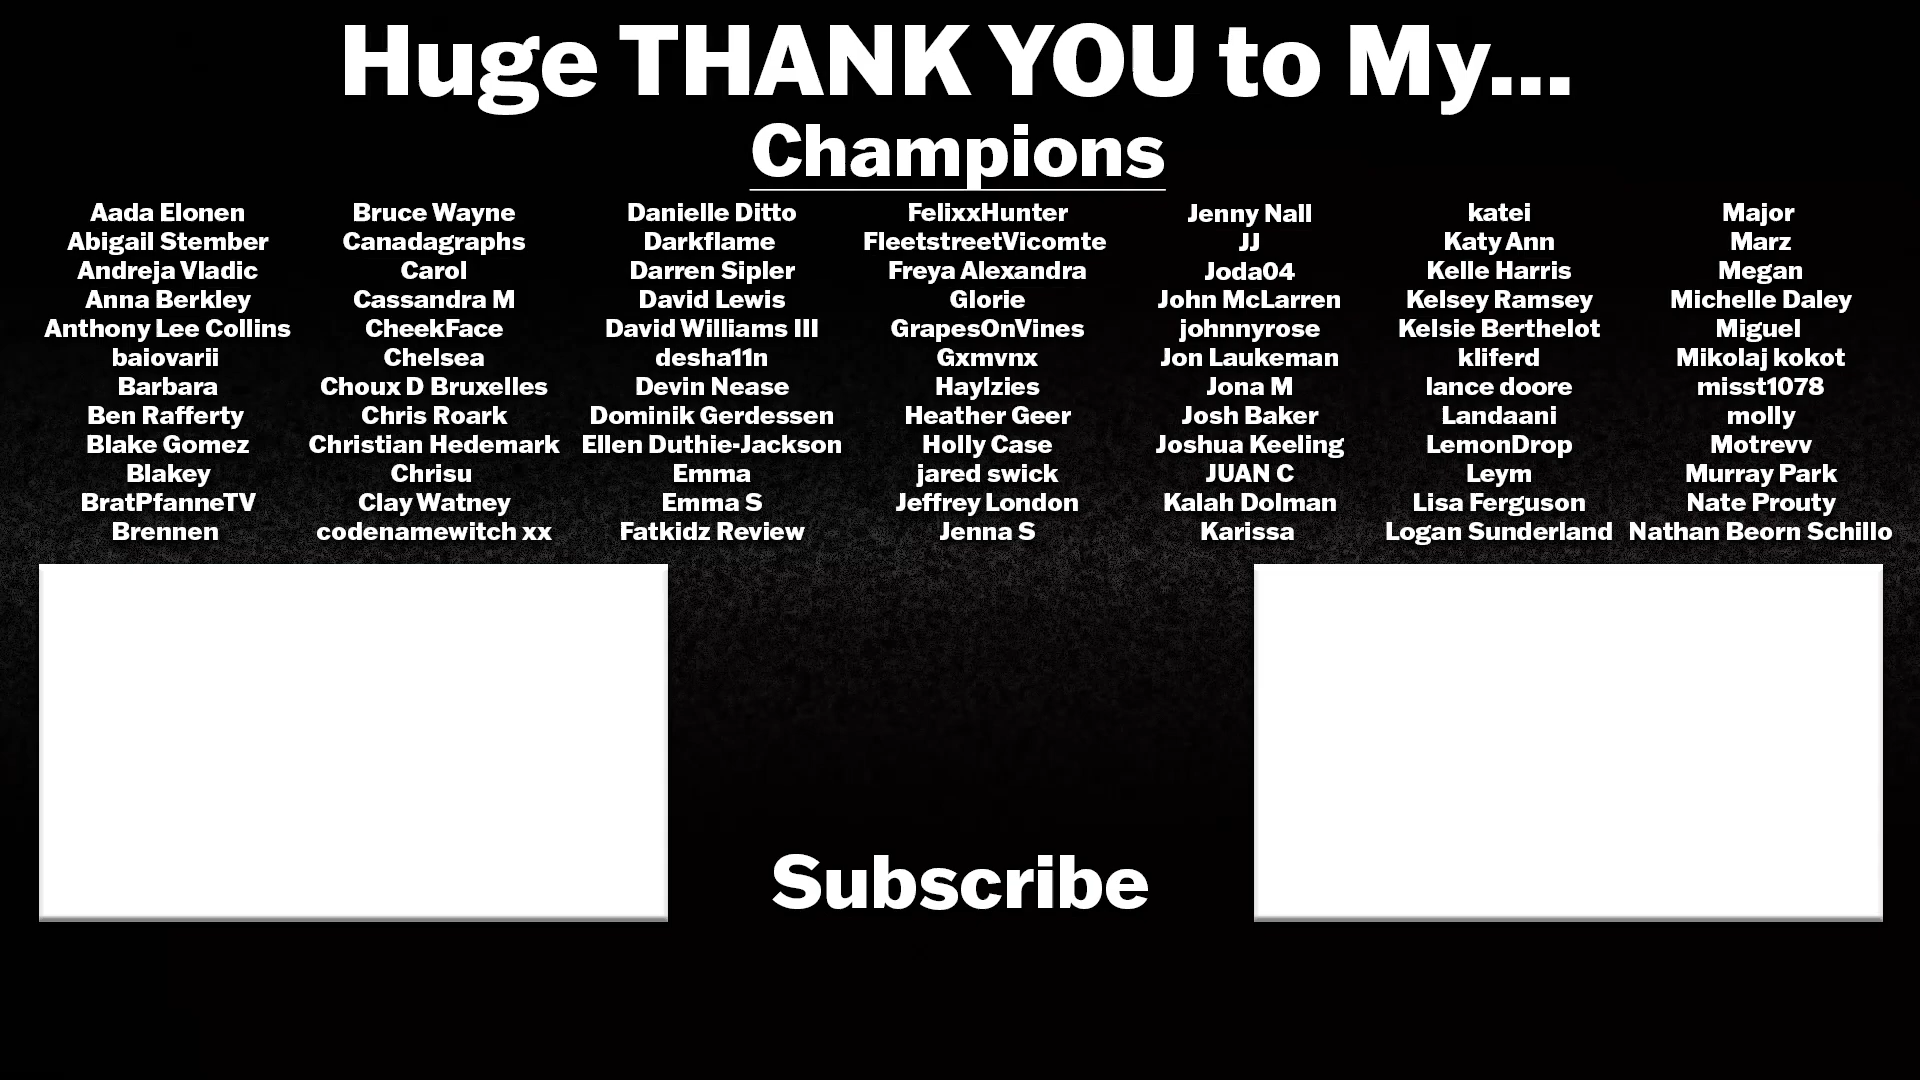 Huge THANK YOU to My...
Champions
Aada Elonen
Abigail Stember
Andreja Vladic
Anna Berkley
Anthony Lee Collins
baiovarii
Barbara
Ben Rafferty
Blake Gomez
Blakey
BratPfanneTV
Brennen
Bruce Wayne
Canadagraphs
Carol
Cassandra M
CheekFace
Chelsea
Choux D Bruxelles
Chris Roark
Christian Hedemark
Chrisu
Clay Watney
codenamewitch xx
Danielle Ditto
Darkflame
Darren Sipler
David Lewis
David Williams III
desha11n
Devin Nease
Dominik Gerdessen
Ellen Duthie-Jackson
Emma
Emma S
Fatkidz Review
FelixxHunter
FleetstreetVicomte
Freya Alexandra
Glorie
GrapesOnVines
Gxmvnx
Haylzies
Heather Geer
Holly Case
jared swick
Jeffrey London
Jenna S
Jenny Nall
JJ
Joda04
John McLarren
johnnyrose
Jon Laukeman
Jona M
Josh Baker
Joshua Keeling
JUAN C
Kalah Dolman
Karissa
katei
Katy Ann
Kelle Harris
Kelsey Ramsey
Kelsie Berthelot
kliferd
lance doore
Landaani
LemonDrop
Leym
Lisa Ferguson
Logan Sunderland
Major
Marz
Megan
Michelle Daley
Miguel
Mikolaj kokot
misst1078
molly
Motrevv
Murray Park
Nate Prouty
Nathan Beorn Schillo
Subscribe